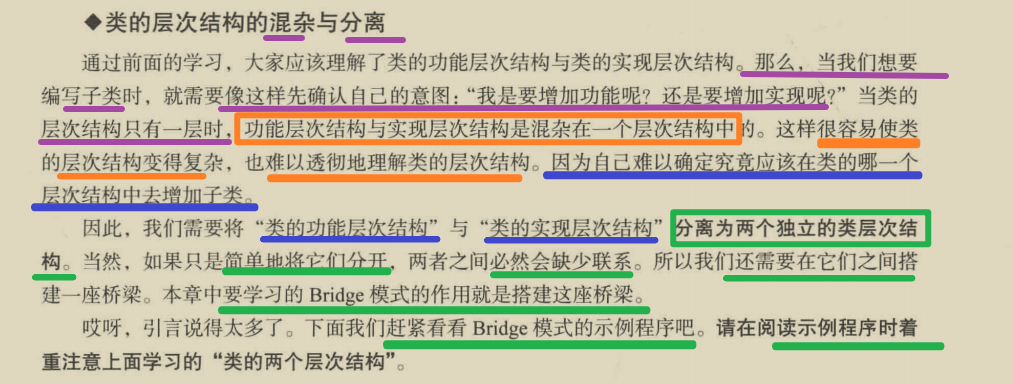 ◆类的层次结构的混杂与分离
通过前面的学习，大家应该理解了类的功能层次结构与类的实现层次结构。那么，当我们想要
编写子类时，就需要像这样先确认自己的意图：“我是要增加功能呢？还是要增加实现呢？”当类的
层次结构只有一层时，功能层次结构与实现层次结构是混杂在一个层次结构中的。这样很容易使类
的层次结构变得复杂，也难以透彻地理解类的层次结构。因为自己难以确定究竟应该在类的哪一个
层次结构中去增加子类。
因此，我们需要将“类的功能层次结构”与“类的实现层次结构”分离为两个独立的类层次结
构。当然，如果只是简单地将它们分开，两者之间必然会缺少联系。所以我们还需要在它们之间搭
建一座桥梁。本章中要学习的 Bridge 模式的作用就是搭建这座桥梁。
哎呀，引言说得太多了。下面我们赶紧看看 Bridge 模式的示例程序吧。请在阅读示例程序时着
重注意上面学习的“类的两个层次结构”。